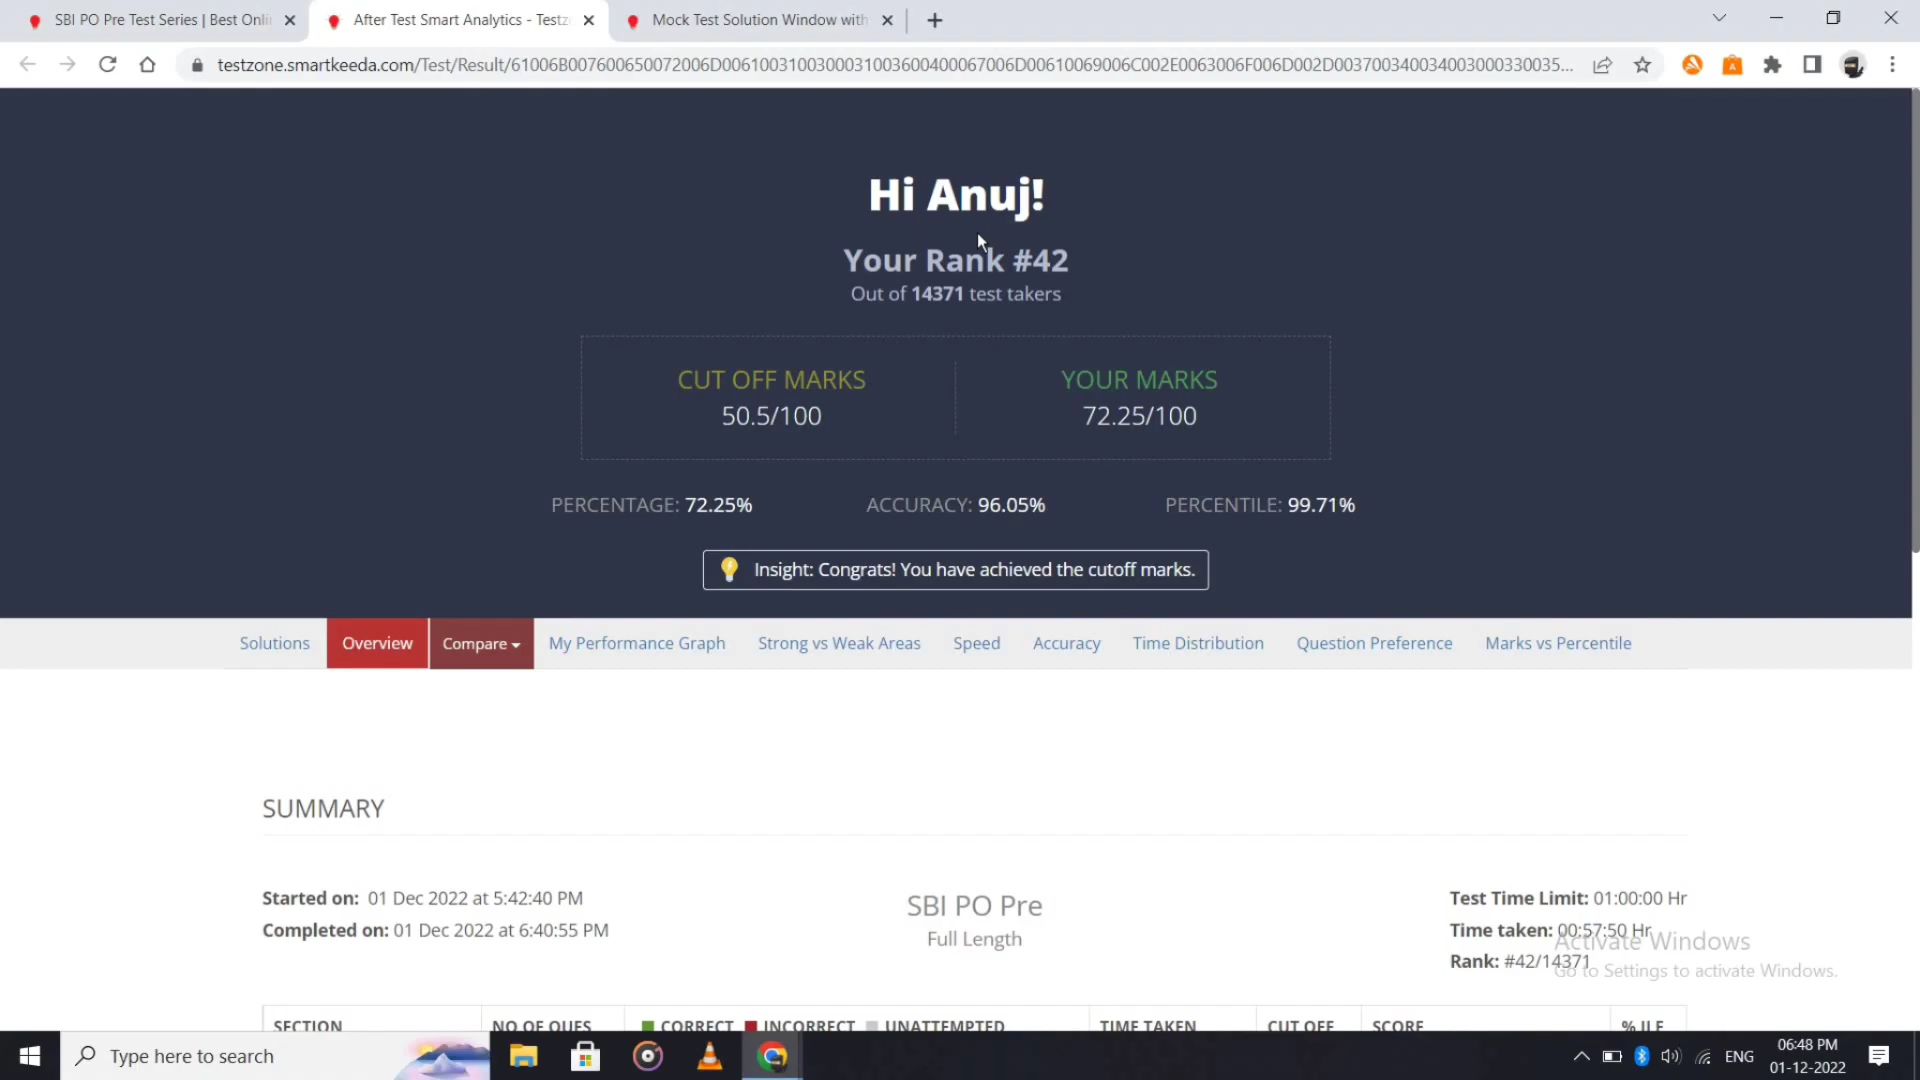 SBI PO Pre Test Series | Best Onli
After Test Smart Analytics - Testz
Mock Test Solution Window with
testzone.smartkeeda.com/Test/Result/61006B007600650072006D0061003100300031003600400067006D00610069006C002E0063006F006D002D00370034003400300033​0035...
Hi Anuj!
Your Rank #42
Out of 14371 test takers
CUT OFF MARKS
YOUR MARKS
50.5/100
72.25/100
PERCENTAGE: 72.25%
ACCURACY: 96.05%
PERCENTILE: 99.71%
Insight: Congrats! You have achieved the cutoff marks.
Solutions
Overview
Compare
My Performance Graph
Strong vs Weak Areas
Speed
Accuracy
Time Distribution
Question Preference
Marks vs Percentile
SUMMARY
Started on: 01 Dec 2022 at 5:42:40 PM
Completed on: 01 Dec 2022 at 6:40:55 PM
SBI PO Pre
Full Length
Test Time Limit: 01:00:00 Hr
Time taken: 00:57:50 Hr
Rank: #42/14371
Activate Windows
Go to Settings to activate Windows.
SECTION
NO OF QUES
CORRECT
INCORRECT
UNATTEMPTED
TIME TAKEN
CUT OFF
SCORE
%ILE
Type here to search
ENG
06:48 PM
01-12-2022